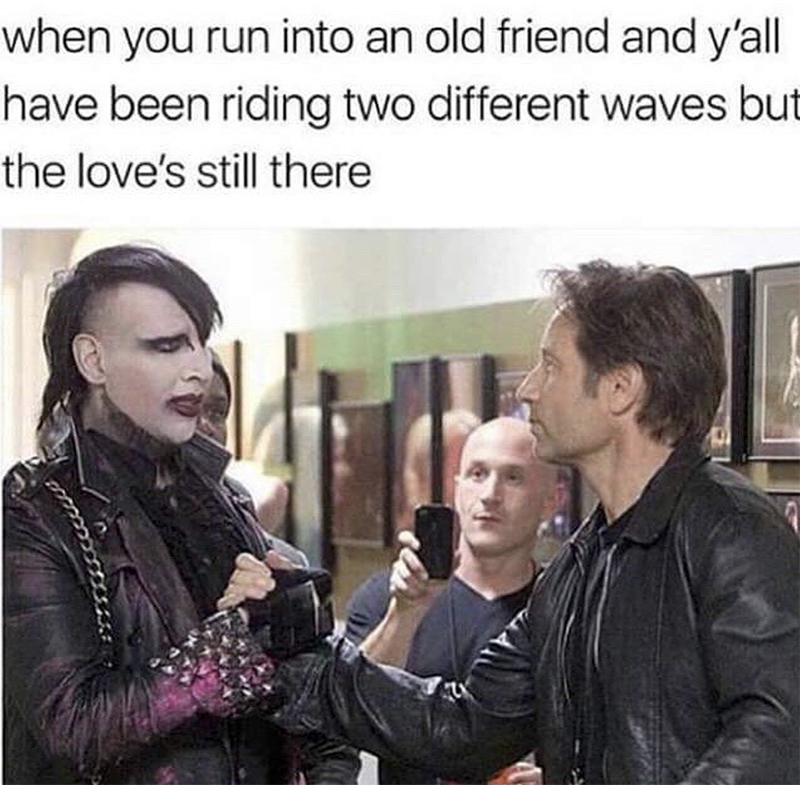 when you run into an old friend and y'all
have been riding two different waves but
the love's still there